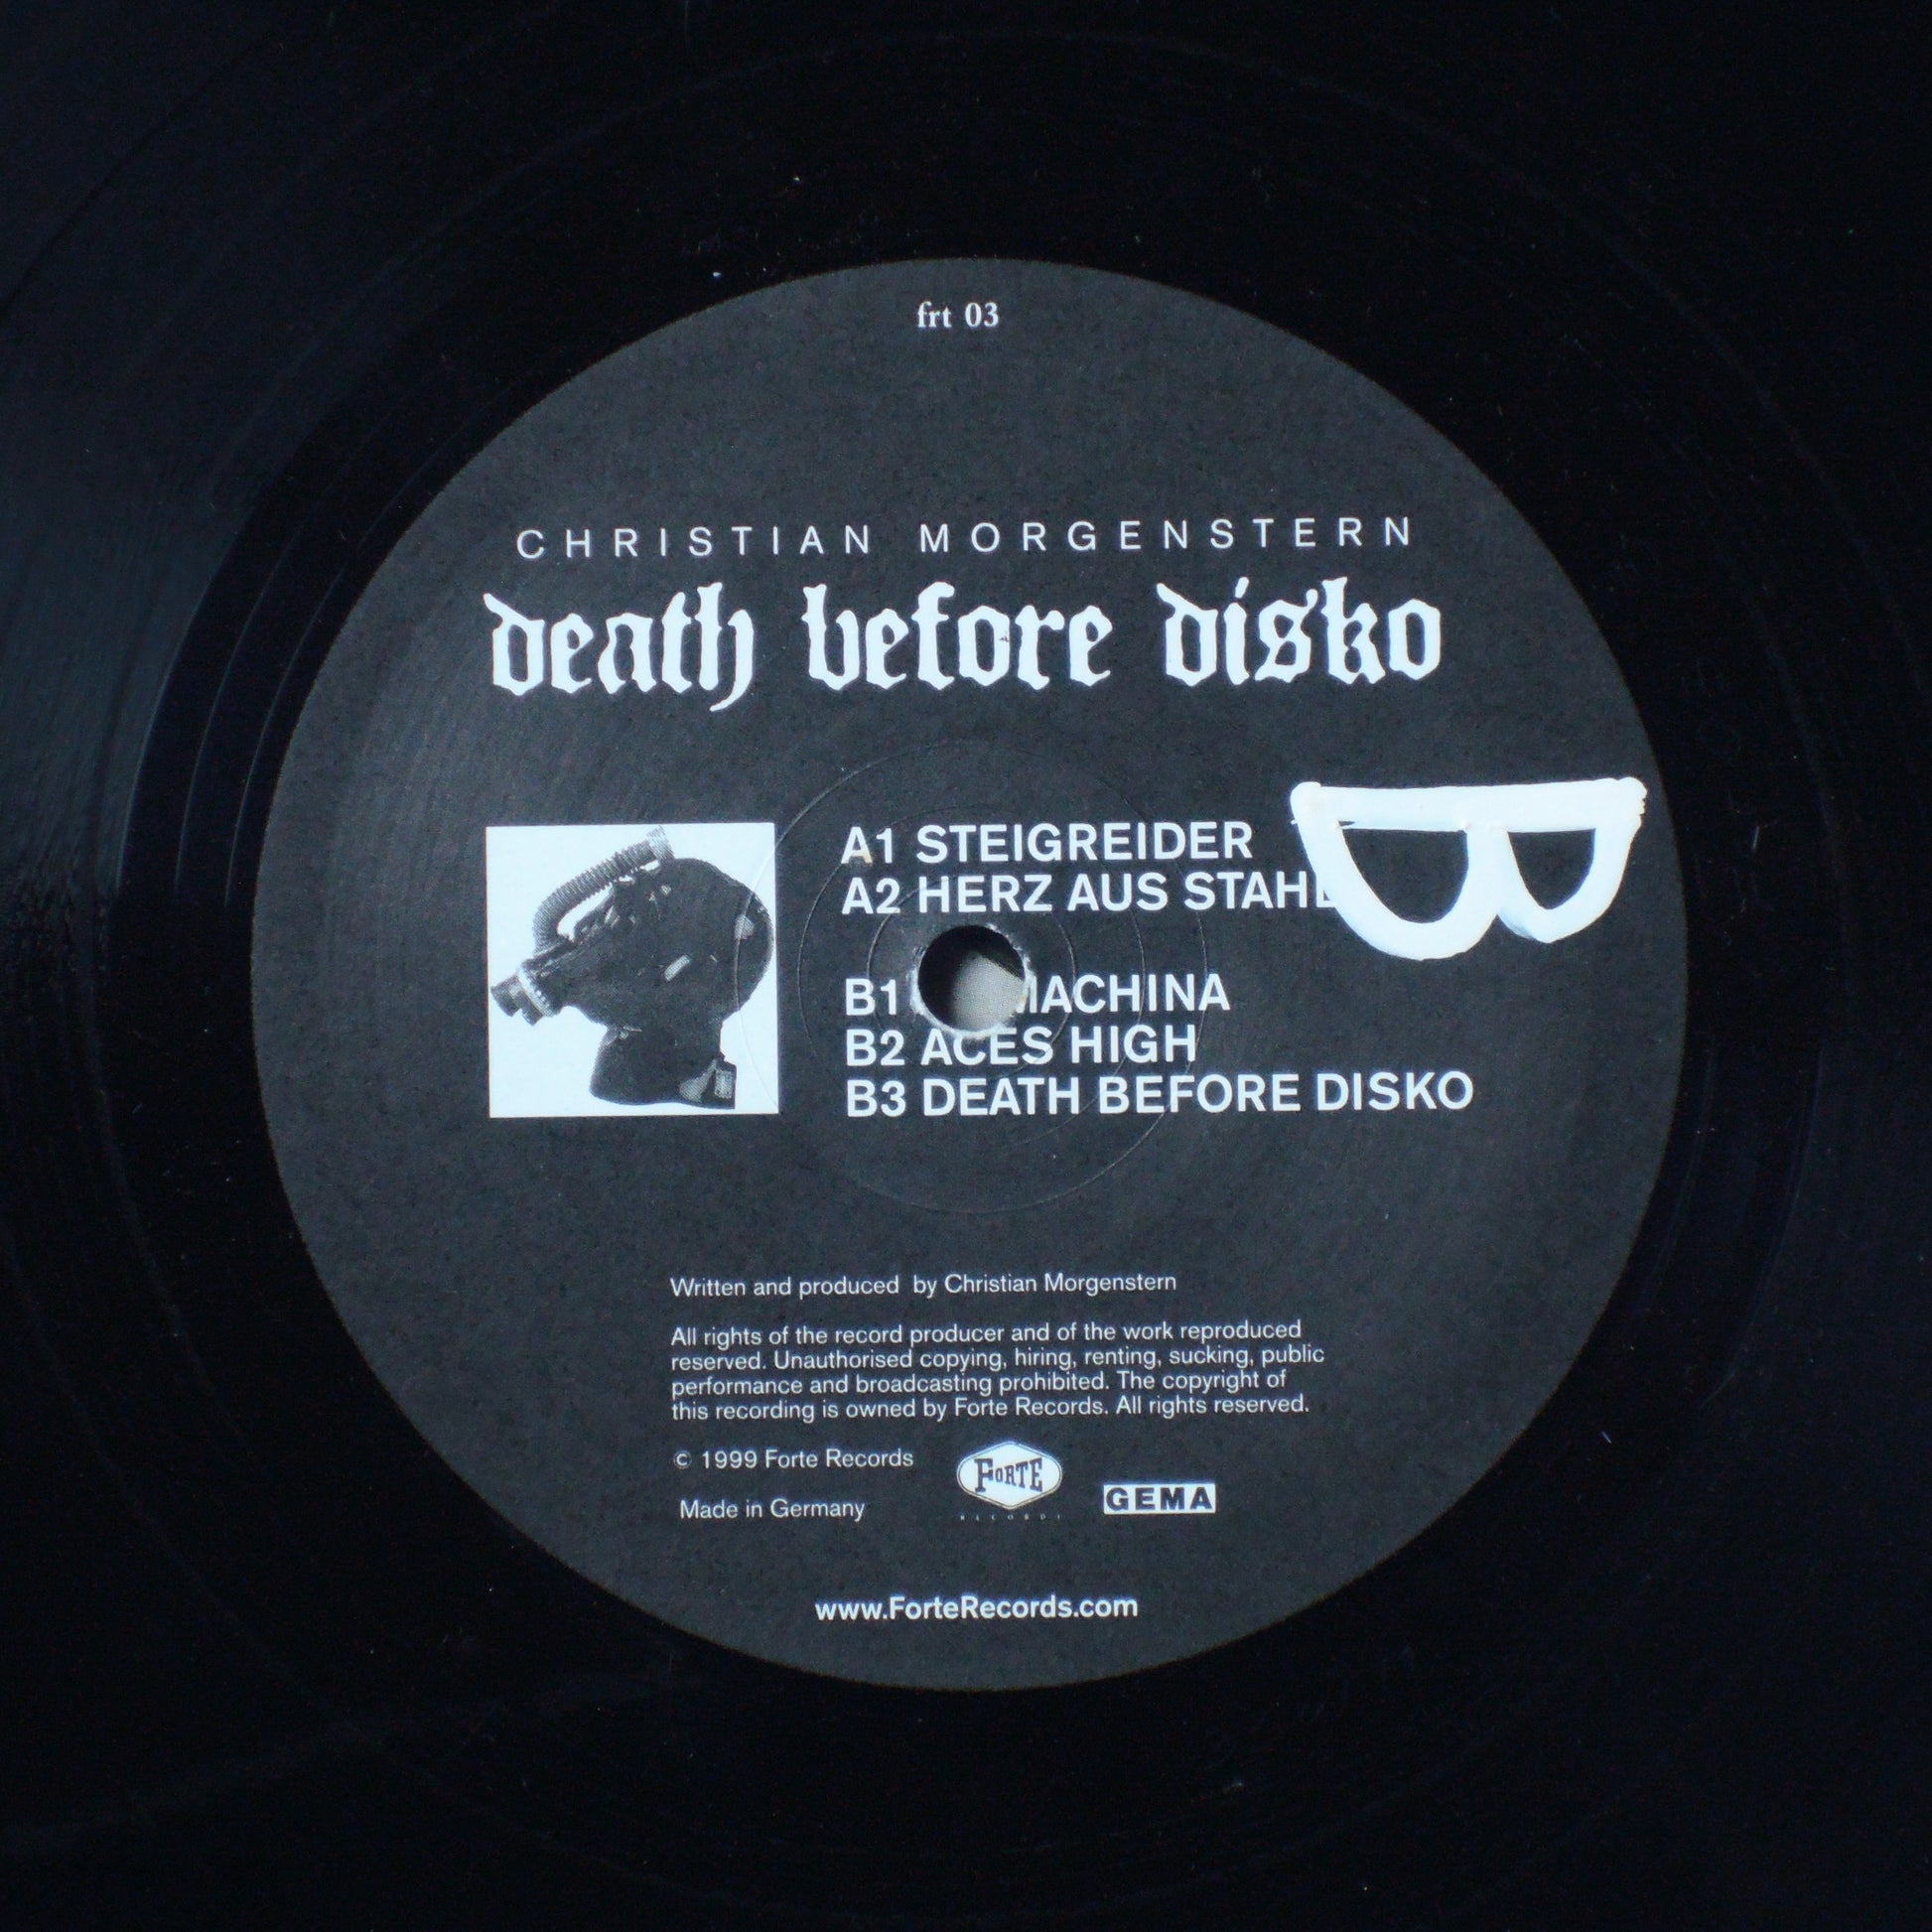 frt 03
CHRISTIAN MORGENSTERN
death before disko
A1 STEIGREIDER
A2 HERZ AUS STAHL
B
B1 MACHINA
B2 ACES HIGH
B3 DEATH BEFORE DISKO
Written and produced by Christian Morgenstern
All rights of the record producer and of the work reproduced
reserved. Unauthorised copying, hiring, renting, sucking, public
performance and broadcasting prohibited. The copyright of
this recording is owned by Forte Records. All rights reserved.
© 1999 Forte Records
FORTE
RECORDS
GEMA
Made in Germany
www.ForteRecords.com